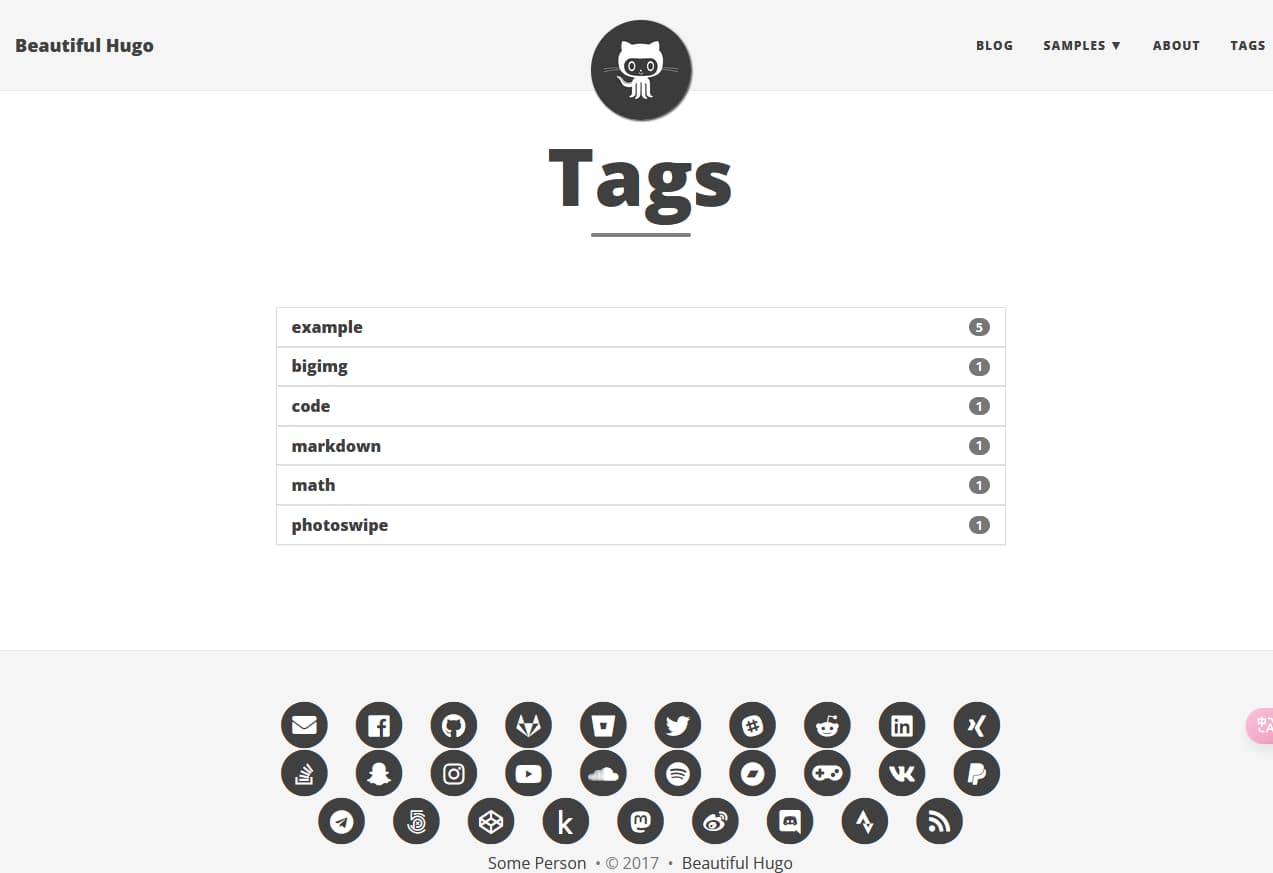 Beautiful Hugo
BLOG SAMPLES ▼ ABOUT TAGS
Tags
example 5
bigimg 1
code 1
markdown 1
math 1
photoswipe 1
Some Person • © 2017 • Beautiful Hugo